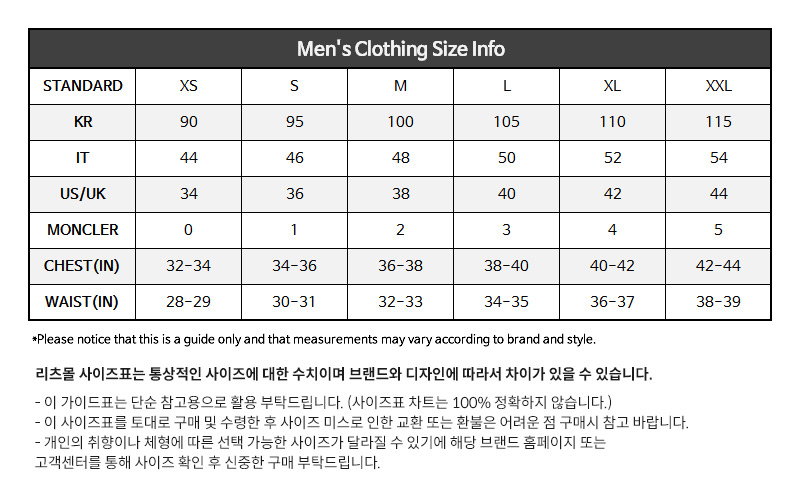 Men's Clothing Size Info
STANDARD XS S M L XL XXL
KR 90 95 100 105 110 115
IT 44 46 48 50 52 54
US/UK 34 36 38 40 42 44
MONCLER 0 1 2 3 4 5
CHEST(IN) 32-34 34-36 36-38 38-40 40-42 42-44
WAIST(IN) 28-29 30-31 32-33 34-35 36-37 38-39
*Please notice that this is a guide only and that measurements may vary according to brand and style.
리츠몰 사이즈표는 통상적인 사이즈에 대한 수치이며 브랜드와 디자인에 따라서 차이가 있을 수 있습니다.
- 이 가이드표는 단순 참고용으로 활용 부탁드립니다. (사이즈표 차트는 100% 정확하지 않습니다.)
- 이 사이즈표를 토대로 구매 및 수령한 후 사이즈 미스로 인한 교환 또는 환불은 어려운 점 구매시 참고 바랍니다.
- 개인의 취향이나 체형에 따른 선택 가능한 사이즈가 달라질 수 있기에 해당 브랜드 홈페이지 또는
고객센터를 통해 사이즈 확인 후 신중한 구매 부탁드립니다.